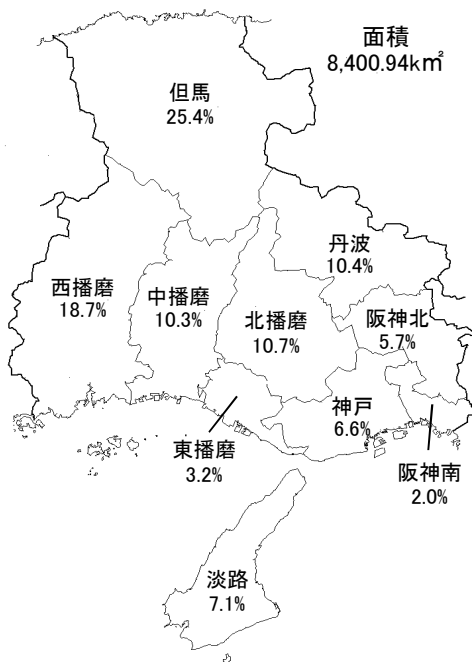 面積
8,400.94k㎡
但馬
25.4%
丹波
10.4%
西播磨
18.7%
中播磨
10.3%
北播磨
10.7%
阪神北
5.7%
神戸
6.6%
東播磨
3.2%
阪神南
2.0%
淡路
7.1%